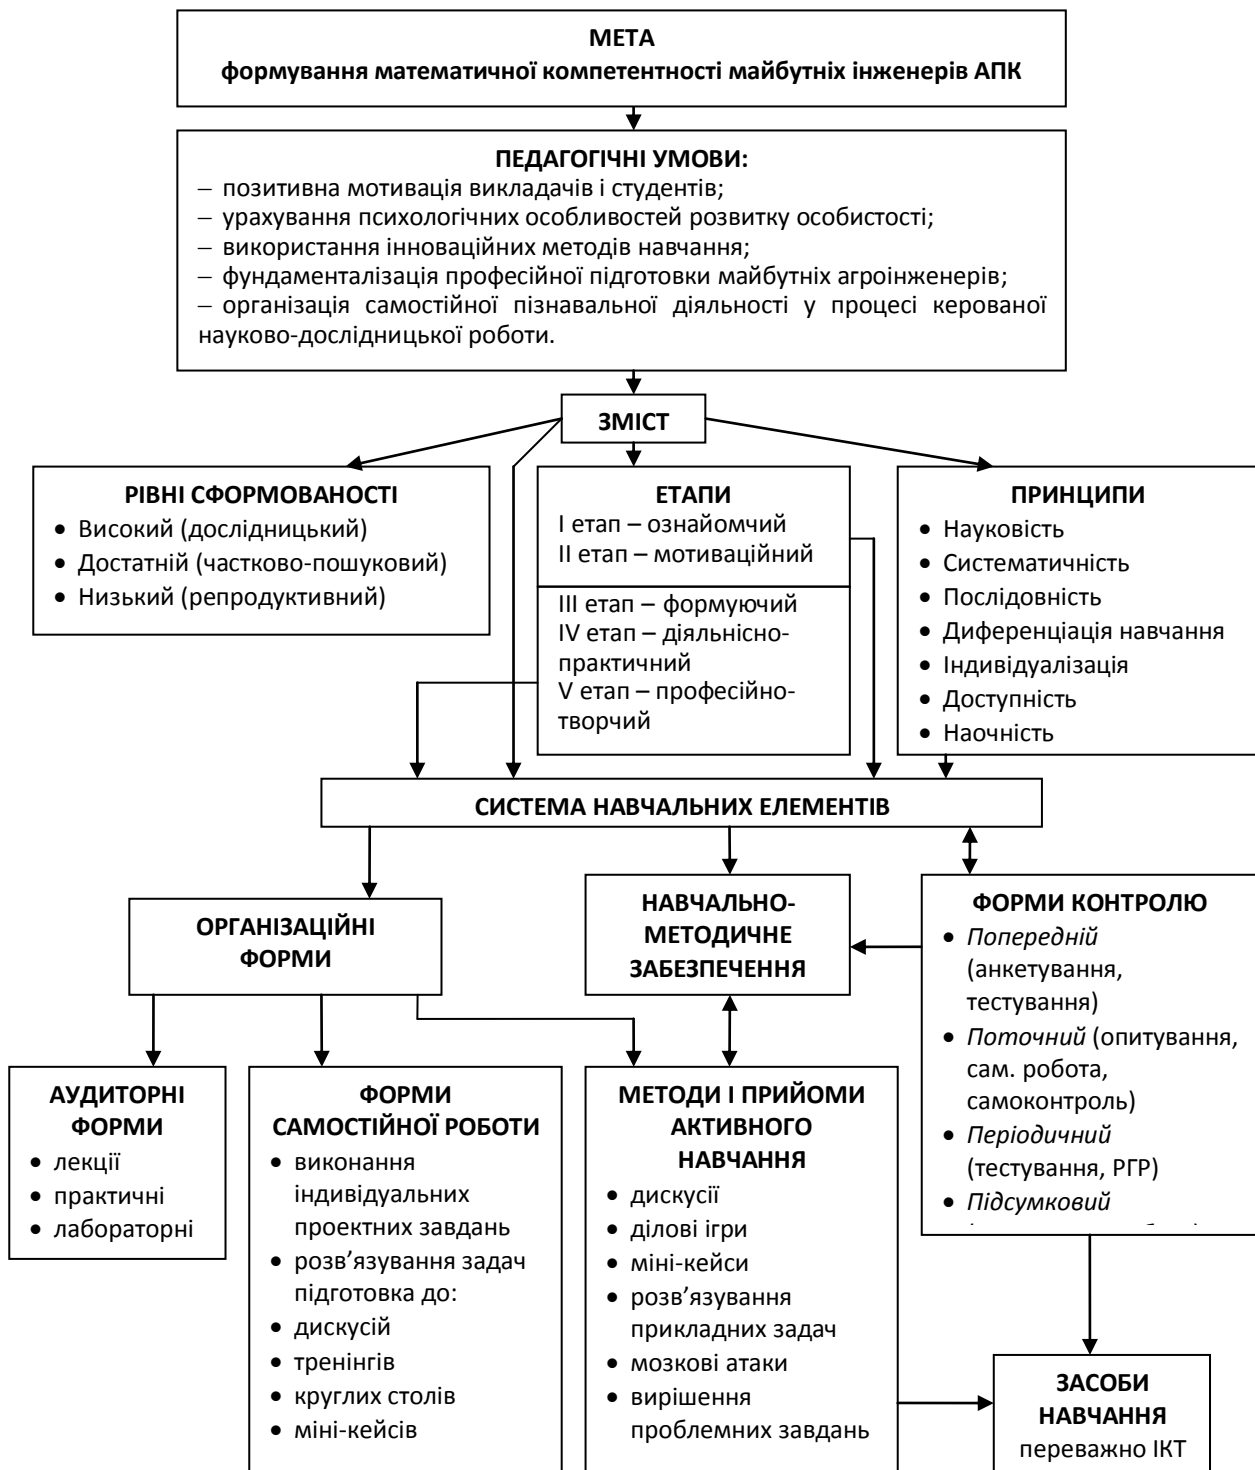 МЕТА
формування математичної компетентності майбутніх інженерів АПК
ПЕДАГОГІЧНІ УМОВИ:
– позитивна мотивація викладачів і студентів;
– урахування психологічних особливостей розвитку особистості;
– використання інноваційних методів навчання;
– фундаменталізація професійної підготовки майбутніх агроінженерів;
– організація самостійної пізнавальної діяльності у процесі керованої
науково-дослідницької роботи.
ЗМІСТ
РІВНІ СФОРМОВАНОСТІ
• Високий (дослідницький)
• Достатній (частково-пошуковий)
• Низький (репродуктивний)
ЕТАПИ
І етап – ознайомчий
ІІ етап – мотиваційний
ІІІ етап – формуючий
IV етап – діяльнісно-
практичний
V етап – професійно-
творчий
ПРИНЦИПИ
• Науковість
• Систематичність
• Послідовність
• Диференціація навчання
• Індивідуалізація
• Доступність
• Наочність
СИСТЕМА НАВЧАЛЬНИХ ЕЛЕМЕНТІВ
ОРГАНІЗАЦІЙНІ
ФОРМИ
НАВЧАЛЬНО-
МЕТОДИЧНЕ
ЗАБЕЗПЕЧЕННЯ
ФОРМИ КОНТРОЛЮ
• Попередній
(анкетування,
тестування)
• Поточний (опитування,
сам. робота,
самоконтроль)
• Періодичний
(тестування, РГР)
• Підсумковий
АУДИТОРНІ
ФОРМИ
• лекції
• практичні
• лабораторні
ФОРМИ
САМОСТІЙНОЇ РОБОТИ
• виконання
індивідуальних
проектних завдань
• розв’язування задач
підготовка до:
• дискусій
• тренінгів
• круглих столів
• міні-кейсів
МЕТОДИ І ПРИЙОМИ
АКТИВНОГО
НАВЧАННЯ
• дискусії
• ділові ігри
• міні-кейси
• розв’язування
прикладних задач
• мозкові атаки
• вирішення
проблемних завдань
ЗАСОБИ
НАВЧАННЯ
переважно ІКТ